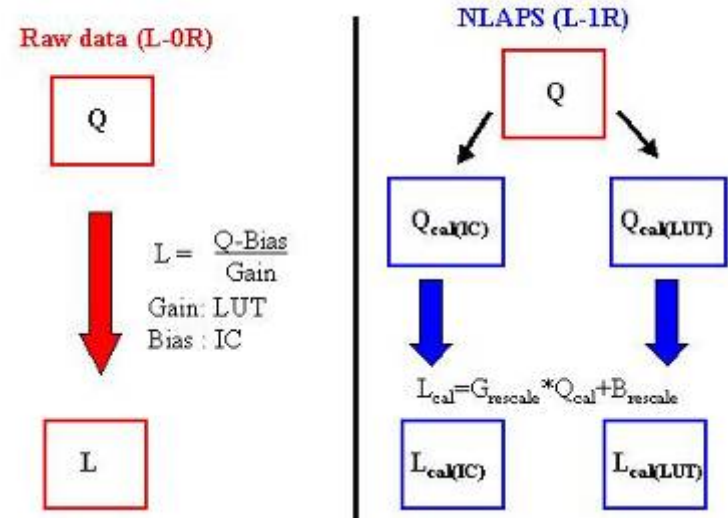 Raw data (L-0R)
Q
L = Q-Bias
Gain
Gain: LUT
Bias : IC
L
NLAPS (L-1R)
Q
Qcal(IC)
Qcal(LUT)
Lcal=Grescale*Qcal+Brescale
Lcal(IC)
Lcal(LUT)